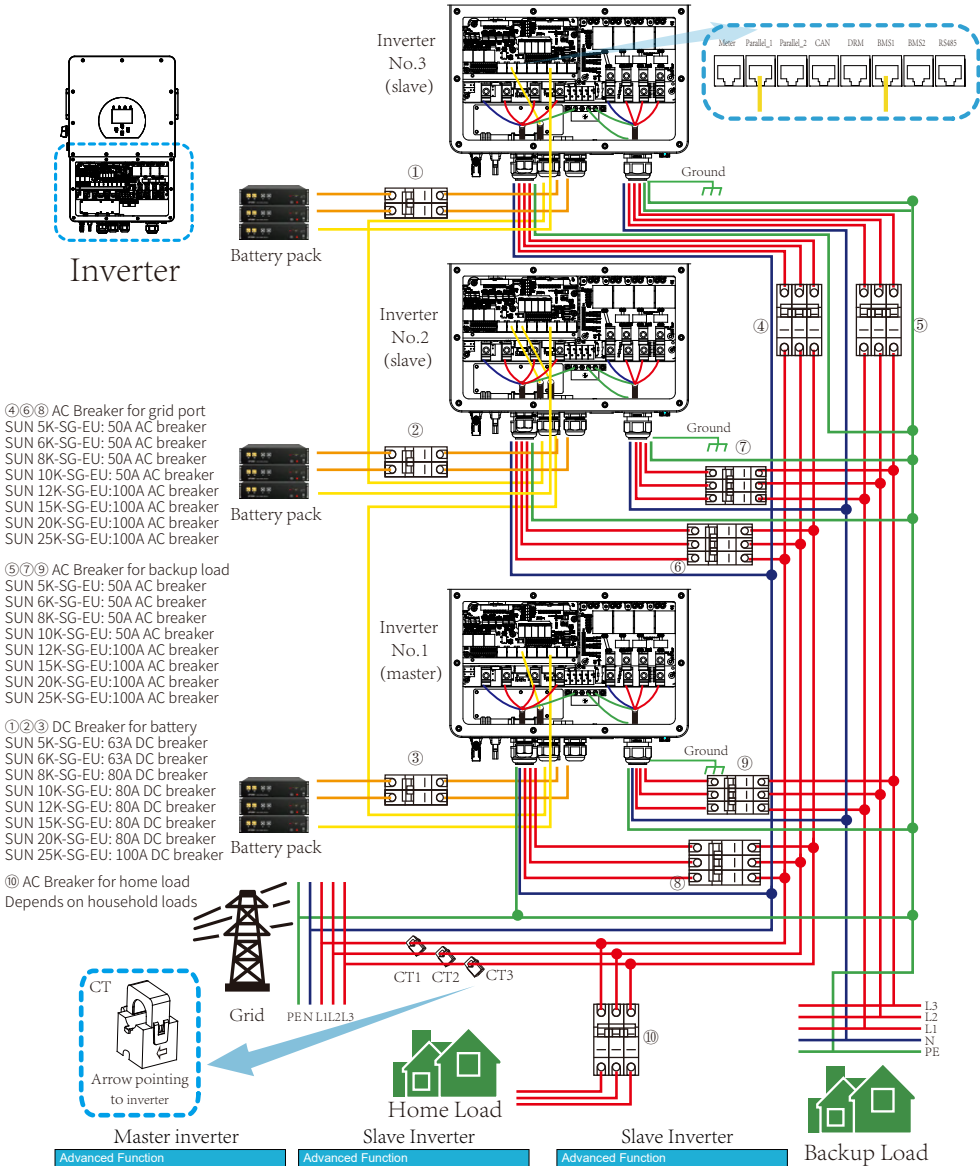 Inverter
No.3
(slave)
Meter Parallel_1 Parallel_2 CAN DRM BMS1 BMS2 RS485
①
Ground
Battery pack
Inverter
Inverter
No.2
(slave)
④
⑤
②
Ground
⑦
Battery pack
⑥
④⑥⑧ AC Breaker for grid port
SUN 5K-SG-EU: 50A AC breaker
SUN 6K-SG-EU: 50A AC breaker
SUN 8K-SG-EU: 50A AC breaker
SUN 10K-SG-EU: 50A AC breaker
SUN 12K-SG-EU:100A AC breaker
SUN 15K-SG-EU:100A AC breaker
SUN 20K-SG-EU:100A AC breaker
SUN 25K-SG-EU:100A AC breaker
⑤⑦⑨ AC Breaker for backup load
SUN 5K-SG-EU: 50A AC breaker
SUN 6K-SG-EU: 50A AC breaker
SUN 8K-SG-EU: 50A AC breaker
SUN 10K-SG-EU: 50A AC breaker
SUN 12K-SG-EU:100A AC breaker
SUN 15K-SG-EU:100A AC breaker
SUN 20K-SG-EU:100A AC breaker
SUN 25K-SG-EU:100A AC breaker
①②③ DC Breaker for battery
SUN 5K-SG-EU: 63A DC breaker
SUN 6K-SG-EU: 63A DC breaker
SUN 8K-SG-EU: 80A DC breaker
SUN 10K-SG-EU: 80A DC breaker
SUN 12K-SG-EU: 80A DC breaker
SUN 15K-SG-EU: 80A DC breaker
SUN 20K-SG-EU: 80A DC breaker
SUN 25K-SG-EU: 100A DC breaker
⑩ AC Breaker for home load
Depends on household loads
Inverter
No.1
(master)
③
Ground
⑨
Battery pack
⑧
CT1 CT2 CT3
Grid
PE N L1 L2 L3
CT
Arrow pointing
to inverter
⑩
Home Load
L3
L2
L1
N
PE
Backup Load
Master inverter
Advanced Function
Slave Inverter
Advanced Function
Slave Inverter
Advanced Function